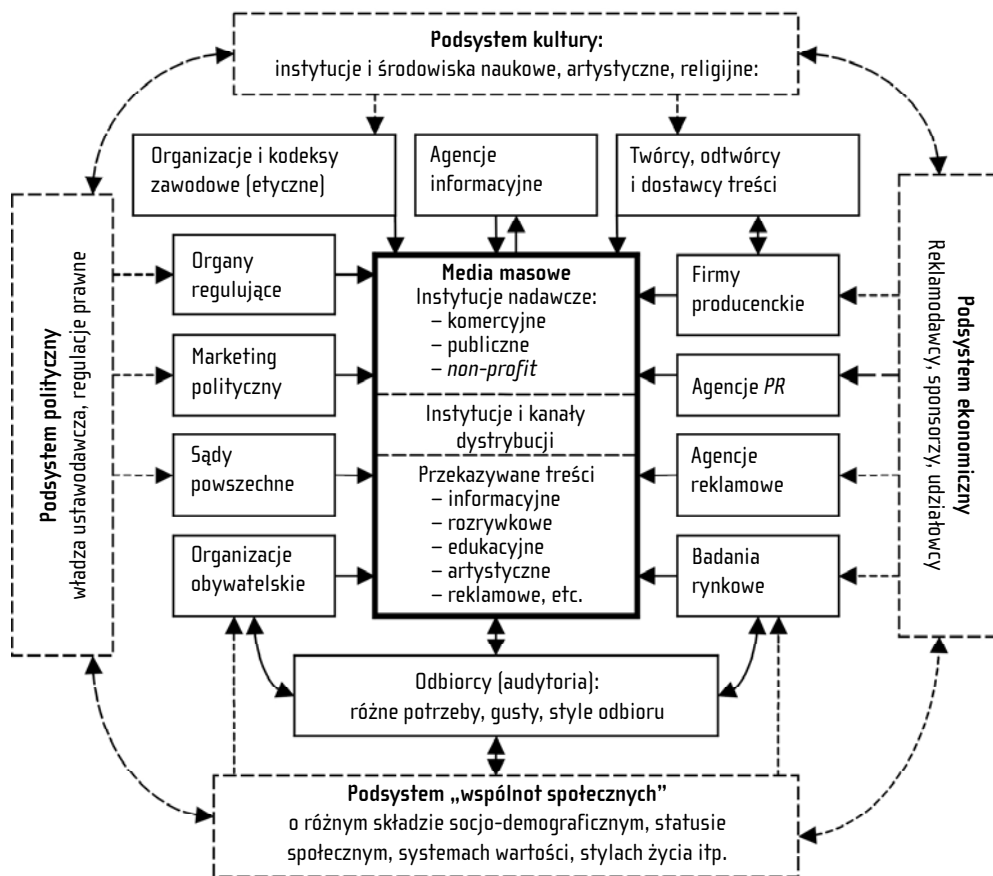 Podsystem kultury:
instytucje i środowiska naukowe, artystyczne, religijne:
Organizacje i kodeksy
zawodowe (etyczne)
Agencje
informacyjne
Twórcy, odtwórcy
i dostawcy treści
Podsystem polityczny
władza ustawodawcza, regulacje prawne
Organy
regulujące
Marketing
polityczny
Sądy
powszechne
Organizacje
obywatelskie
Media masowe
Instytucje nadawcze:
– komercyjne
– publiczne
– non-profit
Instytucje i kanały
dystrybucji
Przekazywane treści
– informacyjne
– rozrywkowe
– edukacyjne
– artystyczne
– reklamowe, etc.
Firmy
producenckie
Agencje PR
Agencje
reklamowe
Badania
rynkowe
Podsystem ekonomiczny
Reklamodawcy, sponsorzy, udziałowcy
Odbiorcy (audytoria):
różne potrzeby, gusty, style odbioru
Podsystem „wspólnot społecznych”
o różnym składzie socjo-demograficznym, statusie
społecznym, systemach wartości, stylach życia itp.